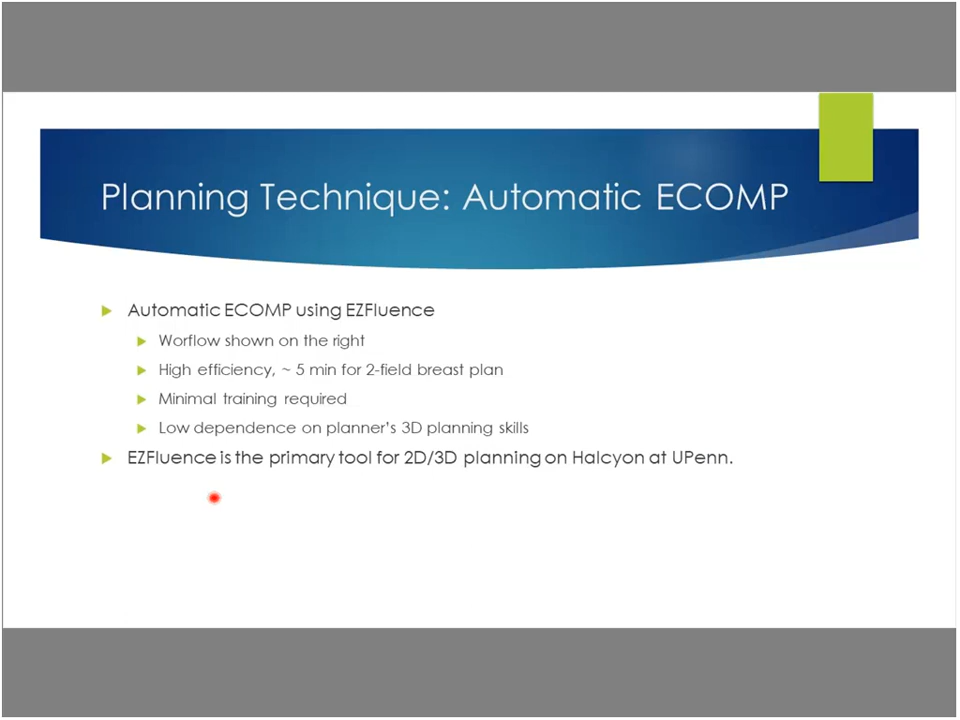 Planning Technique: Automatic ECOMP
Automatic ECOMP using EZFluence
Worflow shown on the right
High efficiency, ~ 5 min for 2-field breast plan
Minimal training required
Low dependence on planner's 3D planning skills
EZFluence is the primary tool for 2D/3D planning on Halcyon at UPenn.